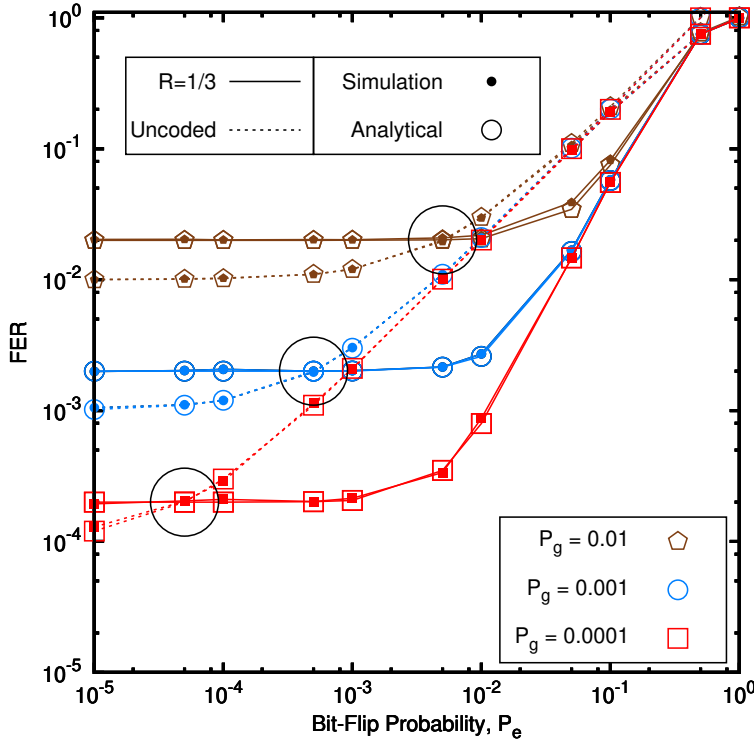 10^0
10^-1
10^-2
10^-3
10^-4
10^-5
FER
R=1/3
Simulation
Uncoded
Analytical
P_g = 0.01
P_g = 0.001
P_g = 0.0001
10^-5
10^-4
10^-3
10^-2
10^-1
10^0
Bit-Flip Probability, P_e